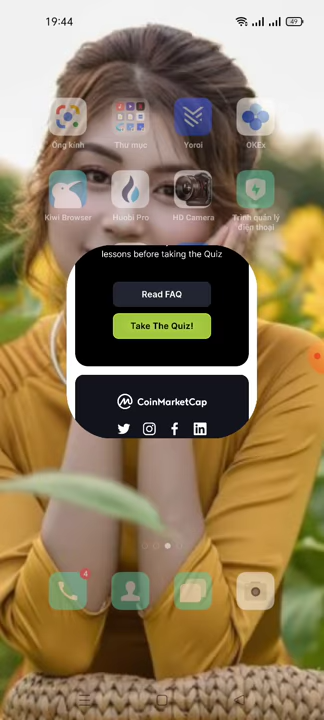 19:44
49
Ống kính
Thư mục
Yoroi
OKEx
Kiwi Browser
Huobi Pro
HD Camera
Trình quản lý
điện thoại
lessons before taking the Quiz
Read FAQ
Take The Quiz!
CoinMarketCap
4